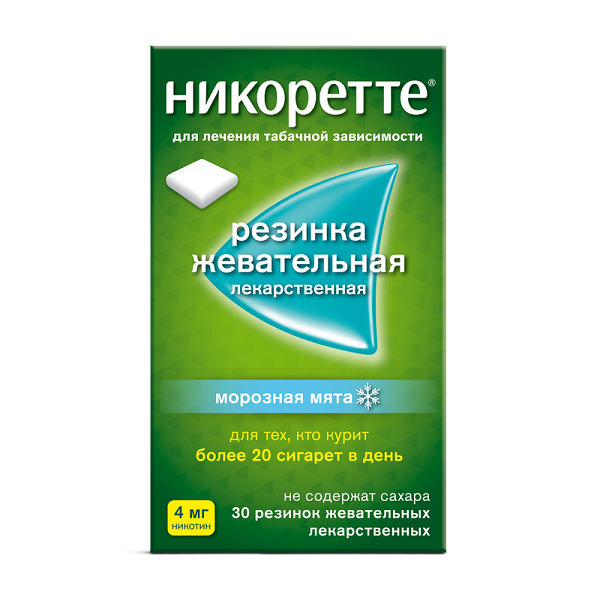 НИКОРЕТТЕ®
для лечения табачной зависимости
резинка
жевательная
лекарственная
морозная мята
для тех, кто курит
более 20 сигарет в день
4 мг
никотин
не содержат сахара
30 резинок жевательных
лекарственных